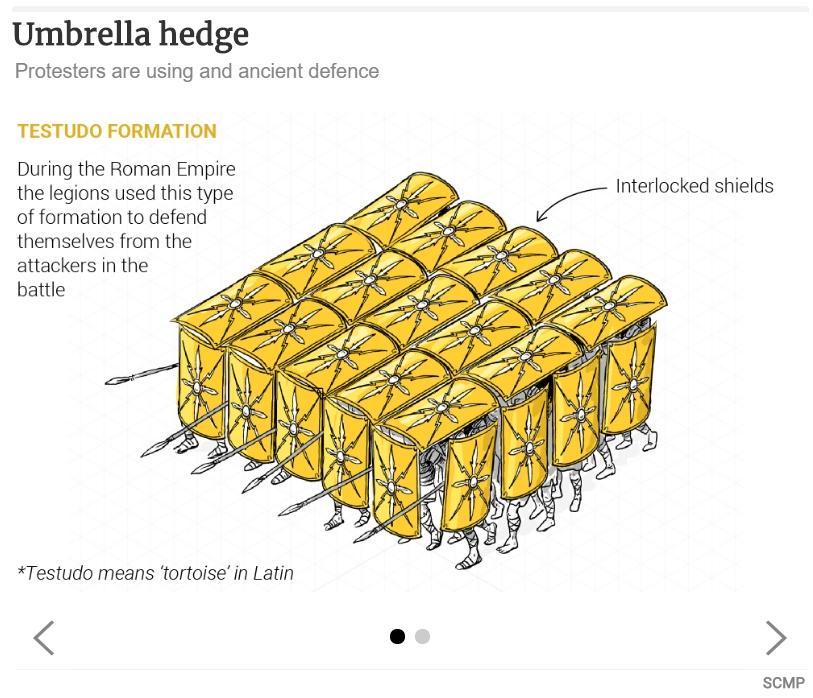 Umbrella hedge
Protesters are using and ancient defence
TESTUDO FORMATION
During the Roman Empire
the legions used this type
of formation to defend
themselves from the
attackers in the
battle
Interlocked shields
*Testudo means ‘tortoise’ in Latin
SCMP